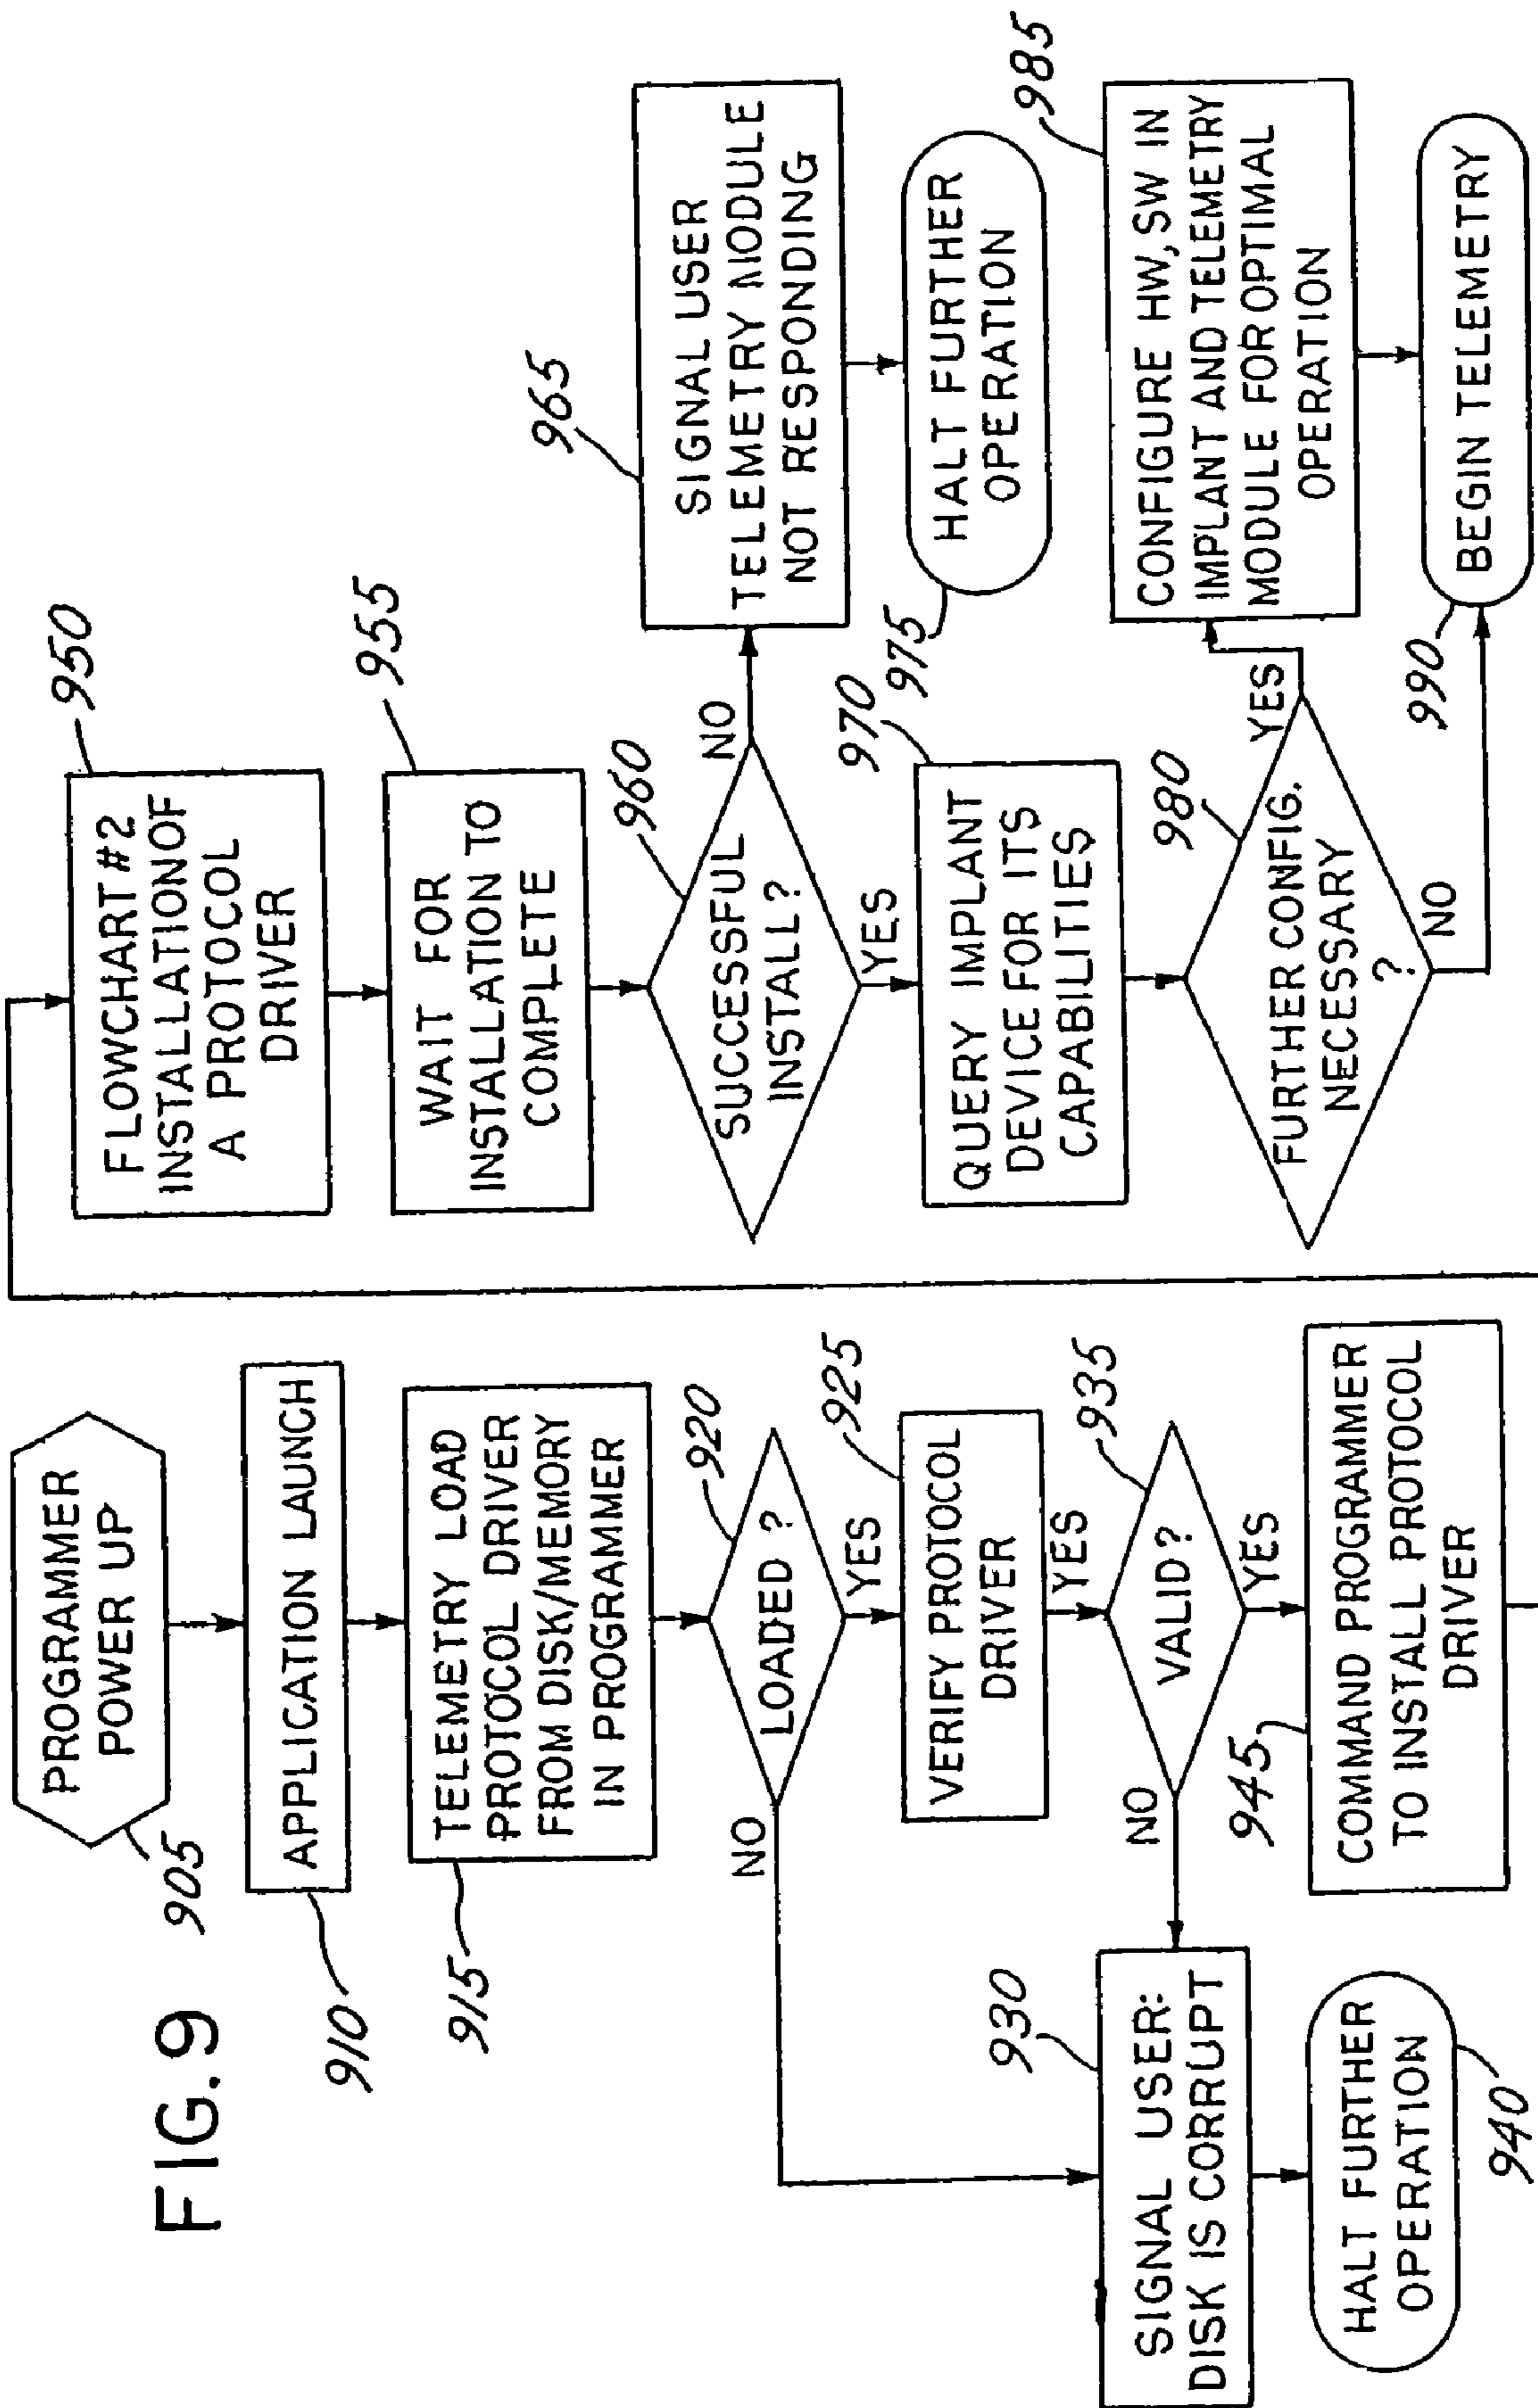 FIG. 9
PROGRAMMER
POWER UP
905
APPLICATION LAUNCH
910
TELEMETRY LOAD
PROTOCOL DRIVER
FROM DISK/MEMORY
IN PROGRAMMER
915
LOADED ?
920
NO
YES
VERIFY PROTOCOL
DRIVER
925
YES
VALID?
935
NO
YES
SIGNAL USER:
DISK IS CORRUPT
930
HALT FURTHER
OPERATION
940
COMMAND PROGRAMMER
TO INSTALL PROTOCOL
DRIVER
945
FLOWCHART #2
INSTALLATIONOF
A PROTOCOL
DRIVER
950
WAIT FOR
INSTALLATION TO
COMPLETE
955
SUCCESSFUL
INSTALL?
960
NO
YES
SIGNAL USER
TELEMETRY MODULE
NOT RESPONDING
965
HALT FURTHER
OPERATION
975
QUERY IMPLANT
DEVICE FOR ITS
CAPABILITIES
970
FURTHER CONFIG.
NECESSARY
?
980
YES
NO
CONFIGURE HW, SW IN
IMPLANT AND TELEMETRY
MODULE FOR OPTIMAL
OPERATION
985
BEGIN TELEMETRY
990